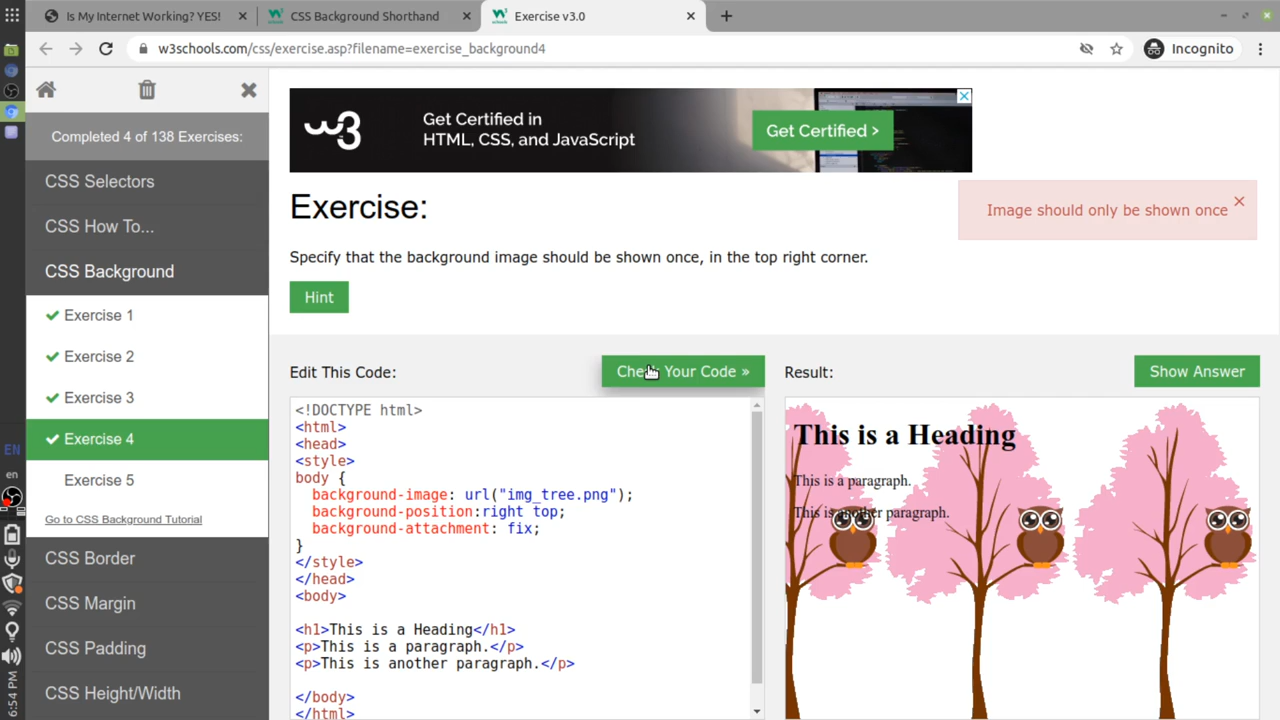 Is My Internet Working? YES!
CSS Background Shorthand
Exercise v3.0
w3schools.com/css/exercise.asp?filename=exercise_background4
Incognito
Completed 4 of 138 Exercises:
CSS Selectors
CSS How To...
CSS Background
Exercise 1
Exercise 2
Exercise 3
Exercise 4
Exercise 5
Go to CSS Background Tutorial
CSS Border
CSS Margin
CSS Padding
CSS Height/Width
EN
en
6:54 PM
w3
Get Certified in
HTML, CSS, and JavaScript
Get Certified >
Exercise:
Image should only be shown once
Specify that the background image should be shown once, in the top right corner.
Hint
Edit This Code:
Check Your Code »
Result:
Show Answer
<!DOCTYPE html>
<html>
<head>
<style>
body {
background-image: url("img_tree.png");
background-position:right top;
background-attachment: fix;
}
</style>
</head>
<body>
<h1>This is a Heading</h1>
<p>This is a paragraph.</p>
<p>This is another paragraph.</p>
</body>
</html>
This is a Heading
This is a paragraph.
This is another paragraph.